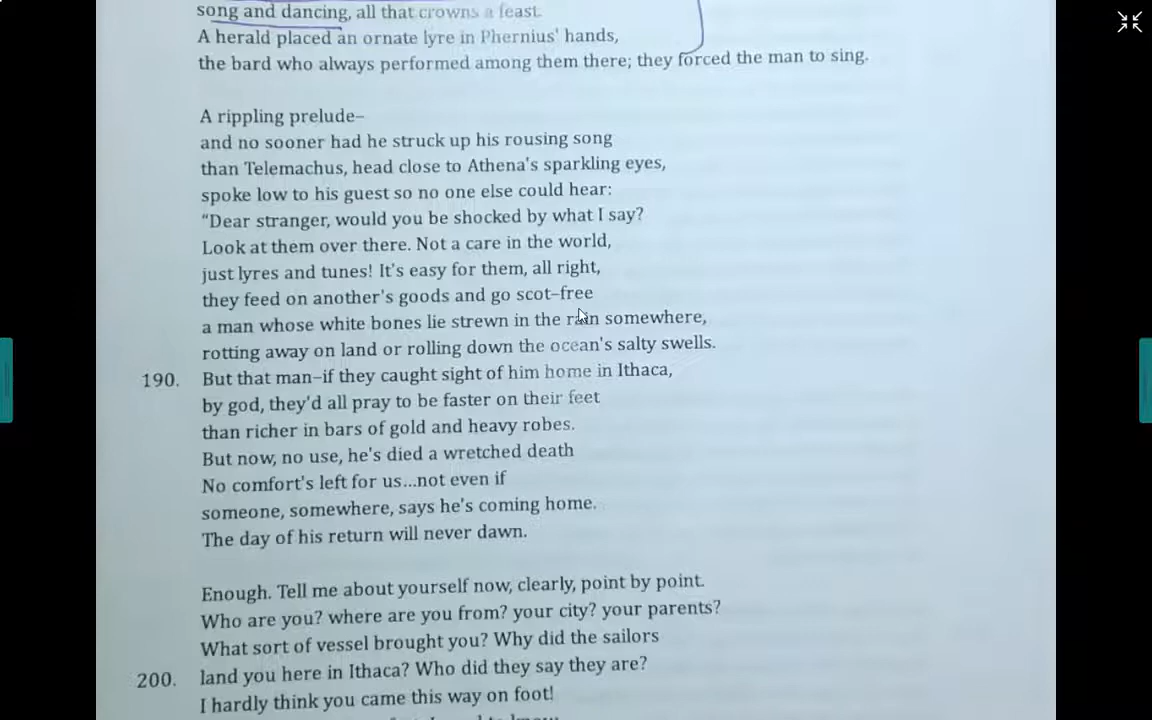 song and dancing, all that crowns a feast.
A herald placed an ornate lyre in Phernius' hands,
the bard who always performed among them there; they forced the man to sing.
A rippling prelude–
and no sooner had he struck up his rousing song
than Telemachus, head close to Athena's sparkling eyes,
spoke low to his guest so no one else could hear:
"Dear stranger, would you be shocked by what I say?
Look at them over there. Not a care in the world,
just lyres and tunes! It's easy for them, all right,
they feed on another's goods and go scot–free
a man whose white bones lie strewn in the rain somewhere,
rotting away on land or rolling down the ocean's salty swells.
190. But that man–if they caught sight of him home in Ithaca,
by god, they'd all pray to be faster on their feet
than richer in bars of gold and heavy robes.
But now, no use, he's died a wretched death
No comfort's left for us...not even if
someone, somewhere, says he's coming home.
The day of his return will never dawn.
Enough. Tell me about yourself now, clearly, point by point.
Who are you? where are you from? your city? your parents?
What sort of vessel brought you? Why did the sailors
200. land you here in Ithaca? Who did they say they are?
I hardly think you came this way on foot!